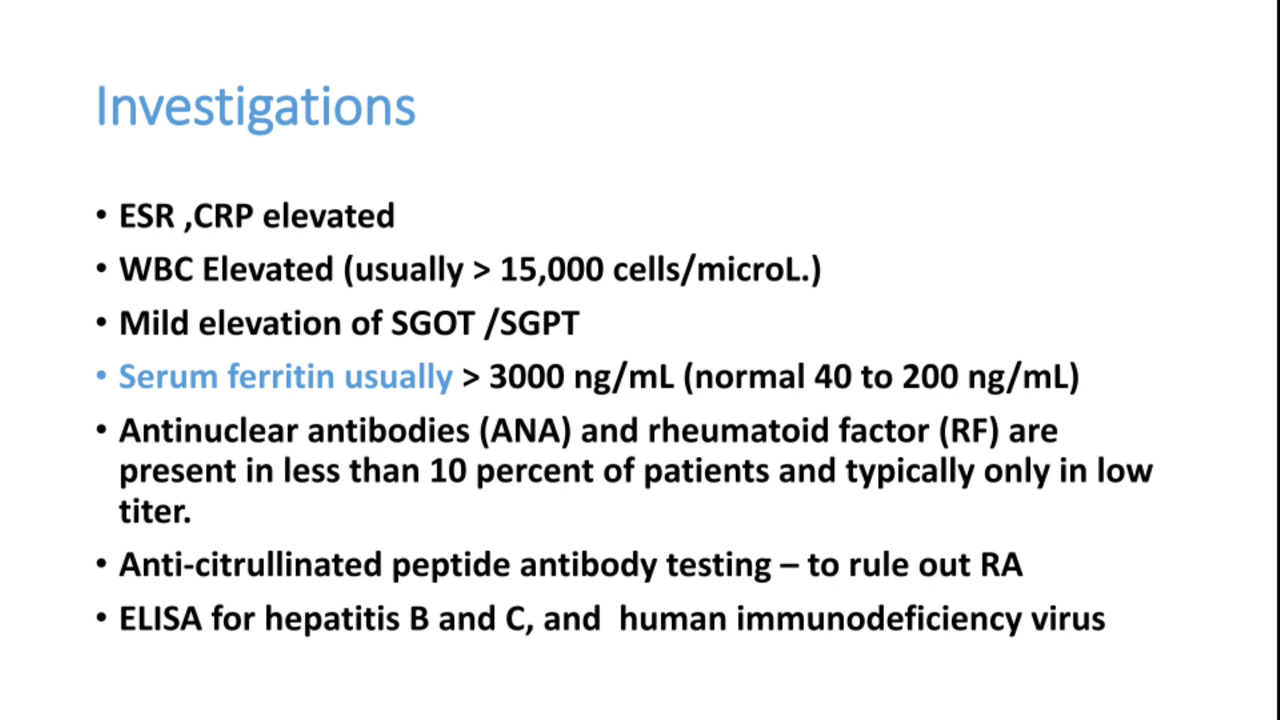 Investigations
• ESR ,CRP elevated
• WBC Elevated (usually > 15,000 cells/microL.)
• Mild elevation of SGOT /SGPT
• Serum ferritin usually > 3000 ng/mL (normal 40 to 200 ng/mL)
• Antinuclear antibodies (ANA) and rheumatoid factor (RF) are
present in less than 10 percent of patients and typically only in low
titer.
• Anti-citrullinated peptide antibody testing – to rule out RA
• ELISA for hepatitis B and C, and  human immunodeficiency virus